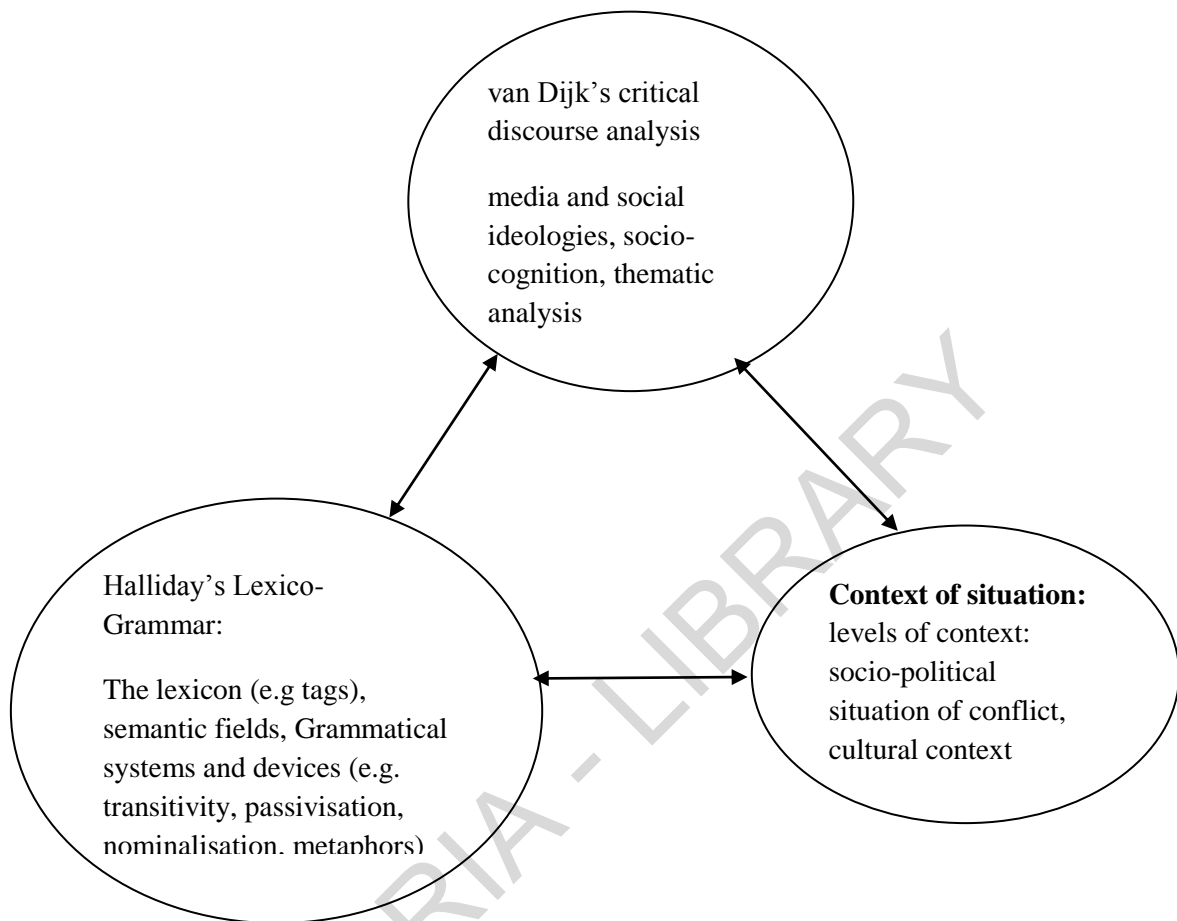 van Dijk’s critical
discourse analysis
media and social
ideologies, socio-
cognition, thematic
analysis
Halliday’s Lexico-
Grammar:
The lexicon (e.g tags),
semantic fields, Grammatical
systems and devices (e.g.
transitivity, passivisation,
nominalisation, metaphors)
Context of situation:
levels of context:
socio-political
situation of conflict,
cultural context
RIA - LIBRARY